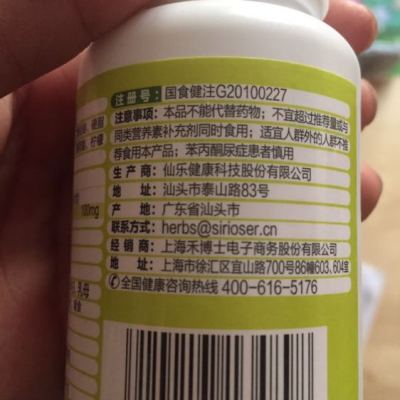 注册号：国食健注G20100227
注意事项：本品不能代替药物；不宜超过推荐量或与
同类营养素补充剂同时食用；适宜人群外的人群不推
荐食用本产品；苯丙酮尿症患者慎用
生产商：仙乐健康科技股份有限公司
地址：汕头市泰山路83号
产地：广东省汕头市
联系方式：herbs@sirioser.cn
经销商：上海禾博士电子商务股份有限公司
地址：上海市徐汇区宜山路700号86幢603、604室
全国健康咨询热线 400-616-5176
100mg